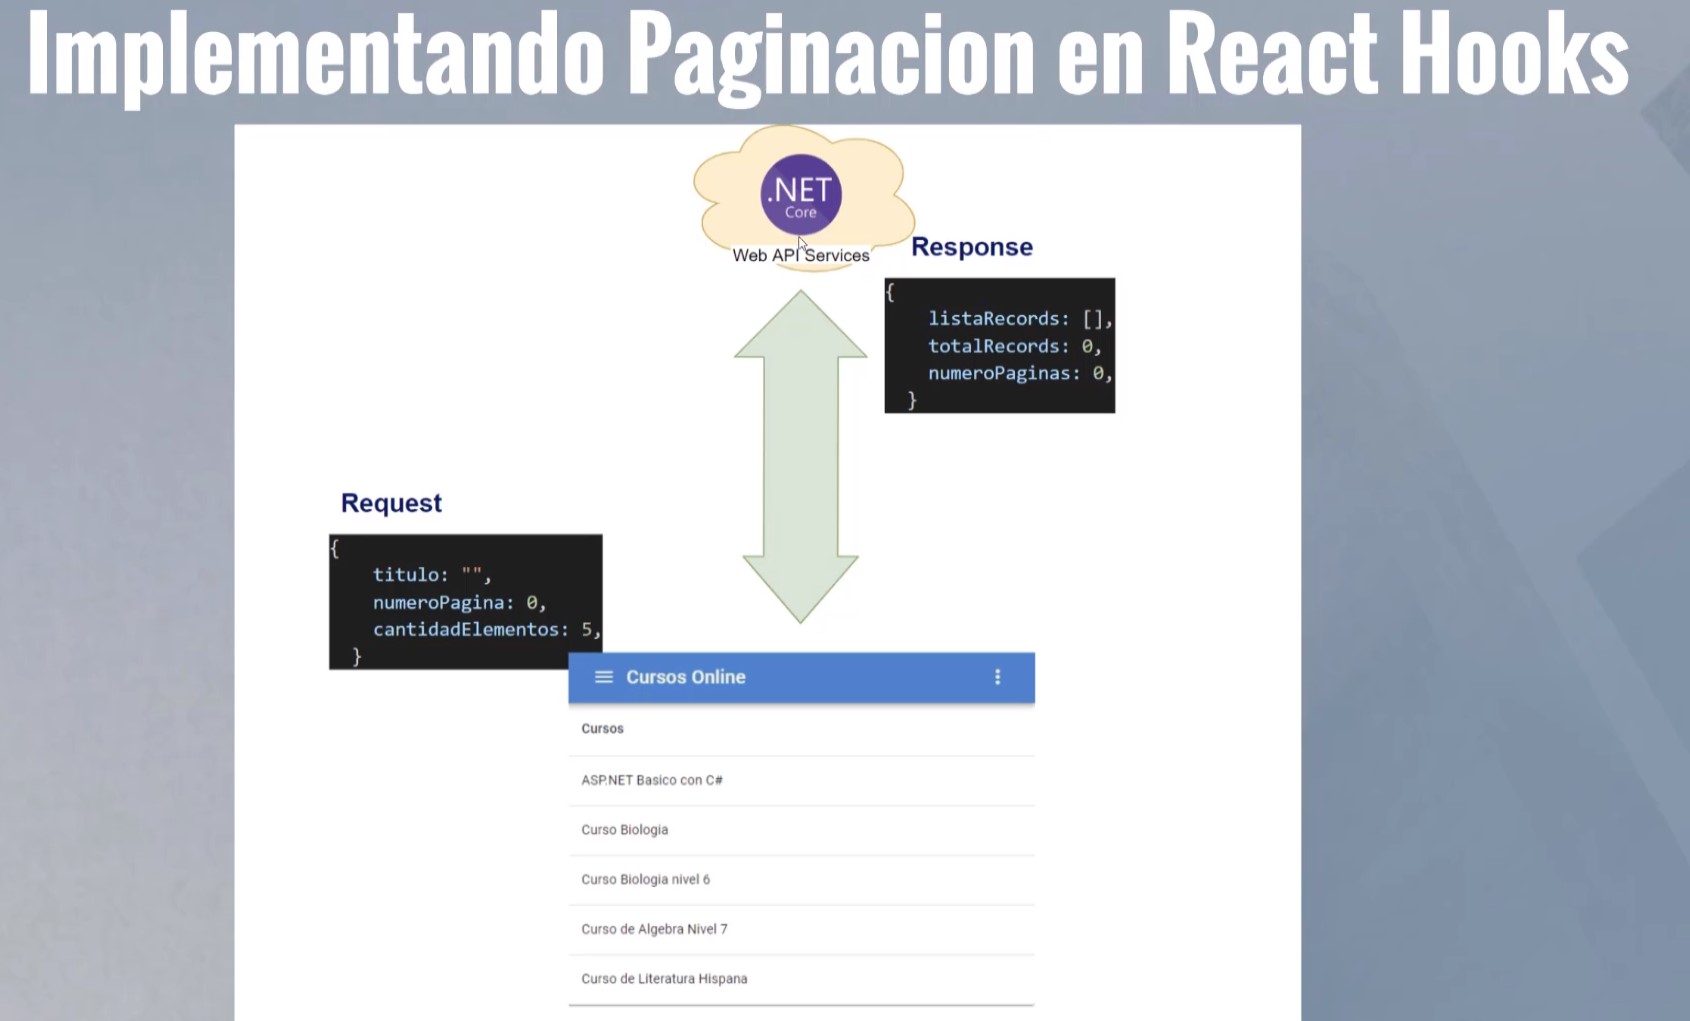 Implementando Paginacion en React Hooks
.NET
Core
Web API Services
Response
{
listaRecords: [],
totalRecords: 0,
numeroPaginas: 0,
}
Request
{
titulo: "",
numeroPagina: 0,
cantidadElementos: 5,
}
Cursos Online
Cursos
ASP.NET Basico con C#
Curso Biologia
Curso Biologia nivel 6
Curso de Algebra Nivel 7
Curso de Literatura Hispana